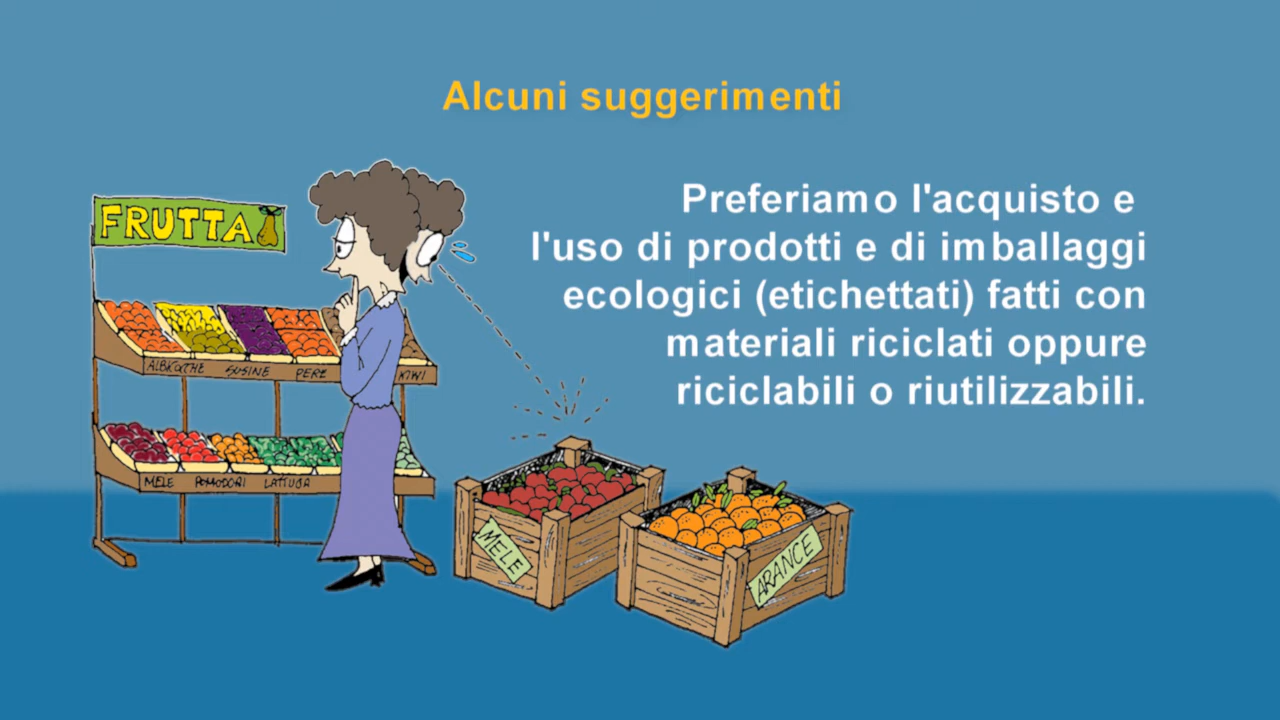 Alcuni suggerimenti
Preferiamo l'acquisto e
l'uso di prodotti e di imballaggi
ecologici (etichettati) fatti con
materiali riciclati oppure
riciclabili o riutilizzabili.
FRUTTA
ALBICOCCHE SUSINE PERE KIWI
MELE POMODORI LATTUGA
MELE
ARANCE